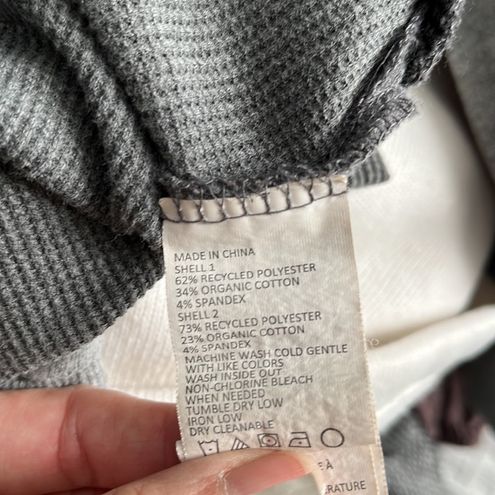 MADE IN CHINA
SHELL 1
62% RECYCLED POLYESTER
34% ORGANIC COTTON
4% SPANDEX
SHELL 2
73% RECYCLED POLYESTER
23% ORGANIC COTTON
4% SPANDEX
MACHINE WASH COLD GENTLE
WITH LIKE COLORS
WASH INSIDE OUT
NON-CHLORINE BLEACH
WHEN NEEDED
TUMBLE DRY LOW
IRON LOW
DRY CLEANABLE